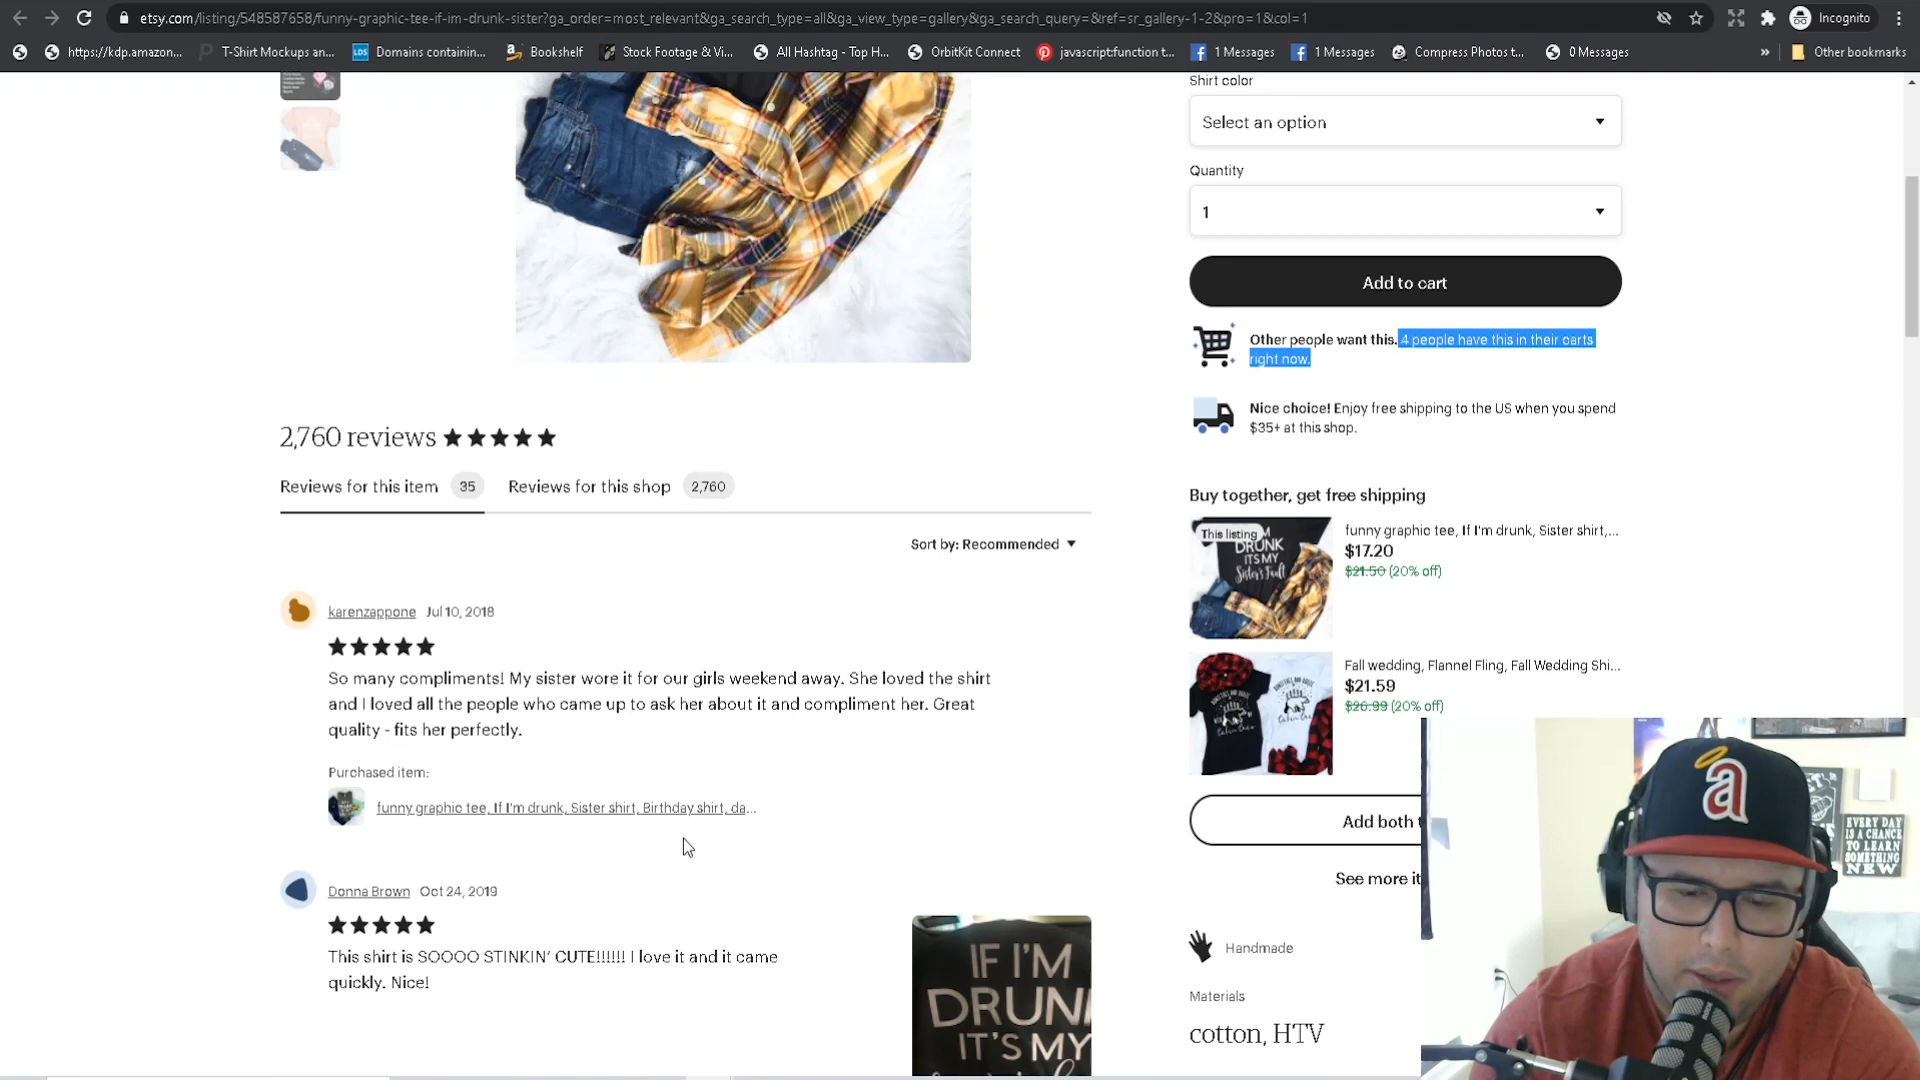 etsy.com/listing/548587658/funny-graphic-tee-if-im-drunk-sister?ga_order=most_relevant&ga_search_type=all&ga_view_type=gallery&ga_search_query=&ref=sr_gallery-1-2&pro=1&col=1
Incognito
https://kdp.amazon...
T-Shirt Mockups an...
LDS
Domains containin...
Bookshelf
Stock Footage & Vi...
All Hashtag - Top H...
OrbitKit Connect
javascript:function t...
1 Messages
1 Messages
Compress Photos t...
0 Messages
»
Other bookmarks
Shirt color
Select an option
Quantity
1
Add to cart
Other people want this. 4 people have this in their carts
right now.
Nice choice! Enjoy free shipping to the US when you spend
$35+ at this shop.
2,760 reviews
Reviews for this item 35
Reviews for this shop 2,760
Sort by: Recommended
karenzappone Jul 10, 2018
So many compliments! My sister wore it for our girls weekend away. She loved the shirt
and I loved all the people who came up to ask her about it and compliment her. Great
quality - fits her perfectly.
Purchased item:
funny graphic tee, If I'm drunk, Sister shirt, Birthday shirt, da...
Donna Brown Oct 24, 2019
This shirt is SOOOO STINKIN' CUTE!!!!!! I love it and it came
quickly. Nice!
IF I'M
DRUN
IT'S MY
Buy together, get free shipping
This listing
DRUNK
ITS MY
Sister's Fault
funny graphic tee, If I'm drunk, Sister shirt,...
$17.20
$21.50 (20% off)
Fall wedding, Flannel Fling, Fall Wedding Shi...
$21.59
$26.99 (20% off)
Add both t
See more it
Handmade
Materials
cotton, HTV
a
EVERY DAY
IS A CHANCE
TO LEARN
SOMETHING
NEW